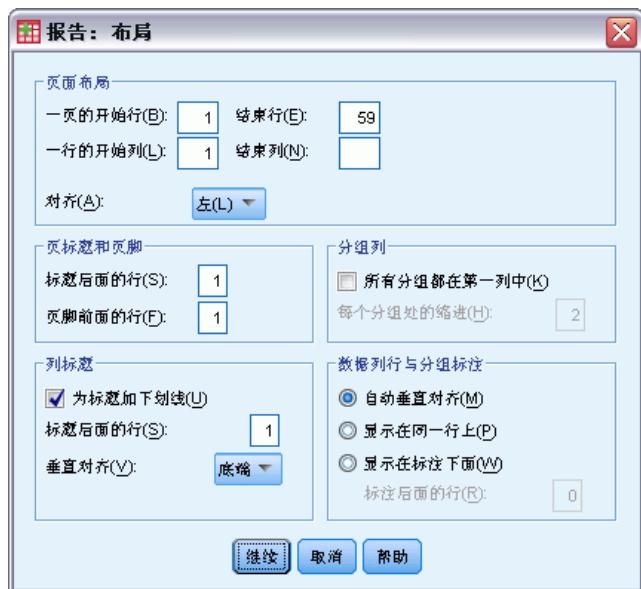 报告：布局
页面布局
一页的开始行(B): 1 结束行(E): 59
一行的开始列(L): 1 结束列(N):
对齐(A): 左(L)
页标题和页脚
标题后面的行(S): 1
页脚前面的行(F): 1
分组列
所有分组都在第一列中(K)
每个分组处的缩进(H): 2
列标题
为标题加下划线(U)
标题后面的行(S): 1
垂直对齐(V): 底端
数据列行与分组标注
自动垂直对齐(M)
显示在同一行上(P)
显示在标注下面(W)
标注后面的行(R): 0
继续 取消 帮助